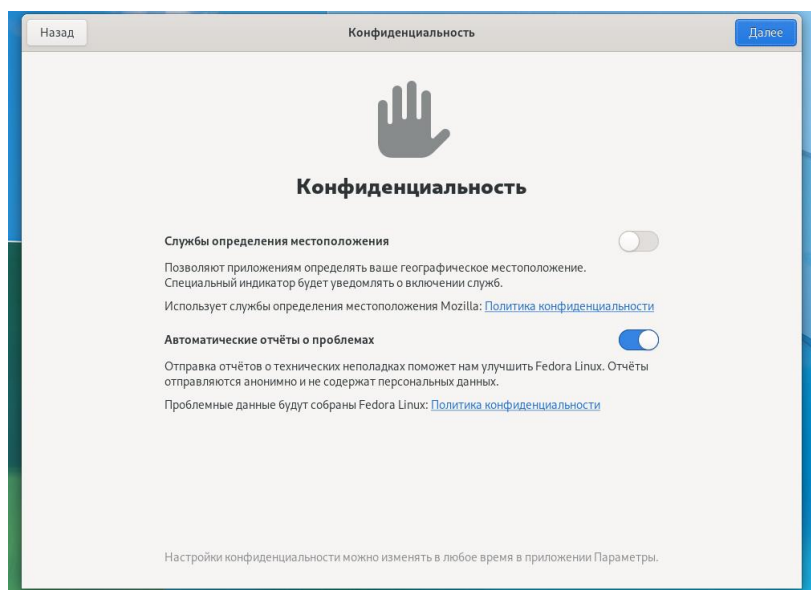 Назад
Конфиденциальность
Далее
Конфиденциальность
Службы определения местоположения
Позволяют приложениям определять ваше географическое местоположение.
Специальный индикатор будет уведомлять о включении служб.
Использует службы определения местоположения Mozilla: Политика конфиденциальности
Автоматические отчёты о проблемах
Отправка отчётов о технических неполадках поможет нам улучшить Fedora Linux. Отчёты
отправляются анонимно и не содержат персональных данных.
Проблемные данные будут собраны Fedora Linux: Политика конфиденциальности
Настройки конфиденциальности можно изменять в любое время в приложении Параметры.